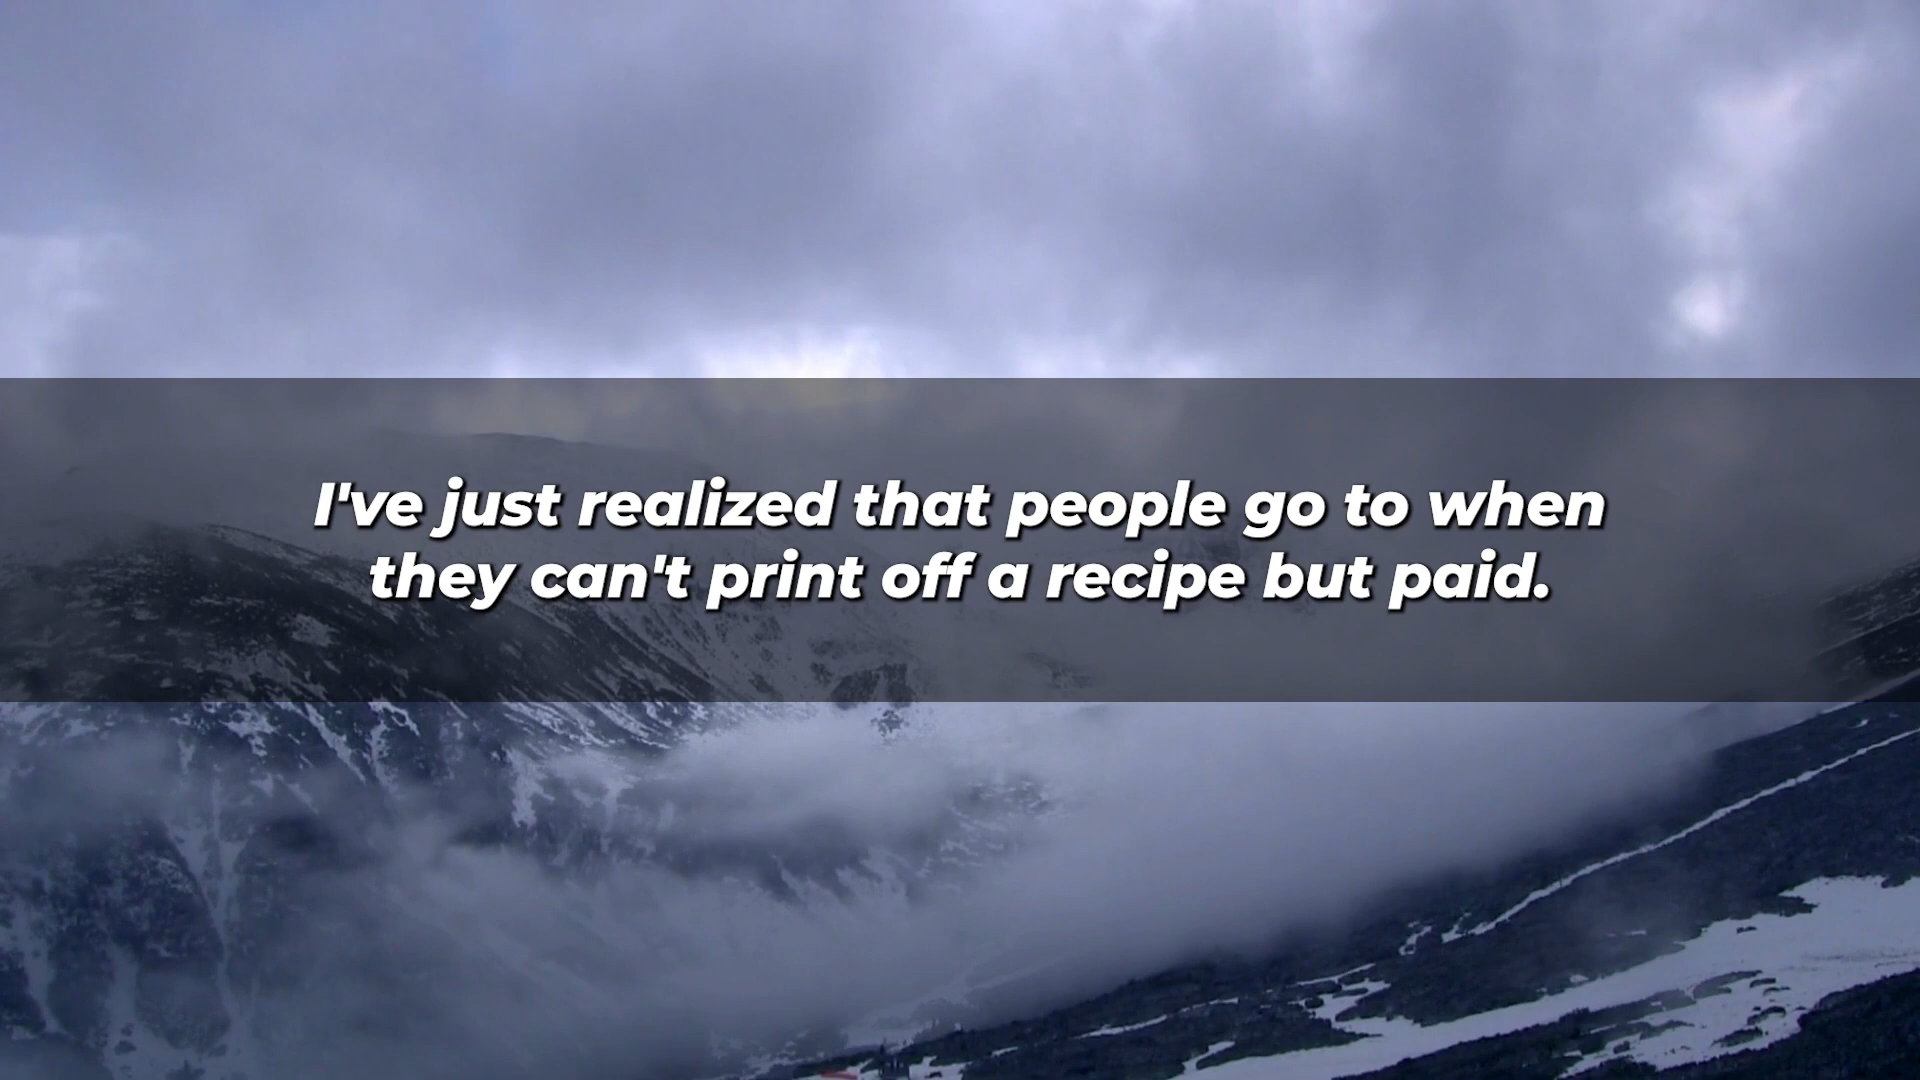 I've just realized that people go to when
they can't print off a recipe but paid.